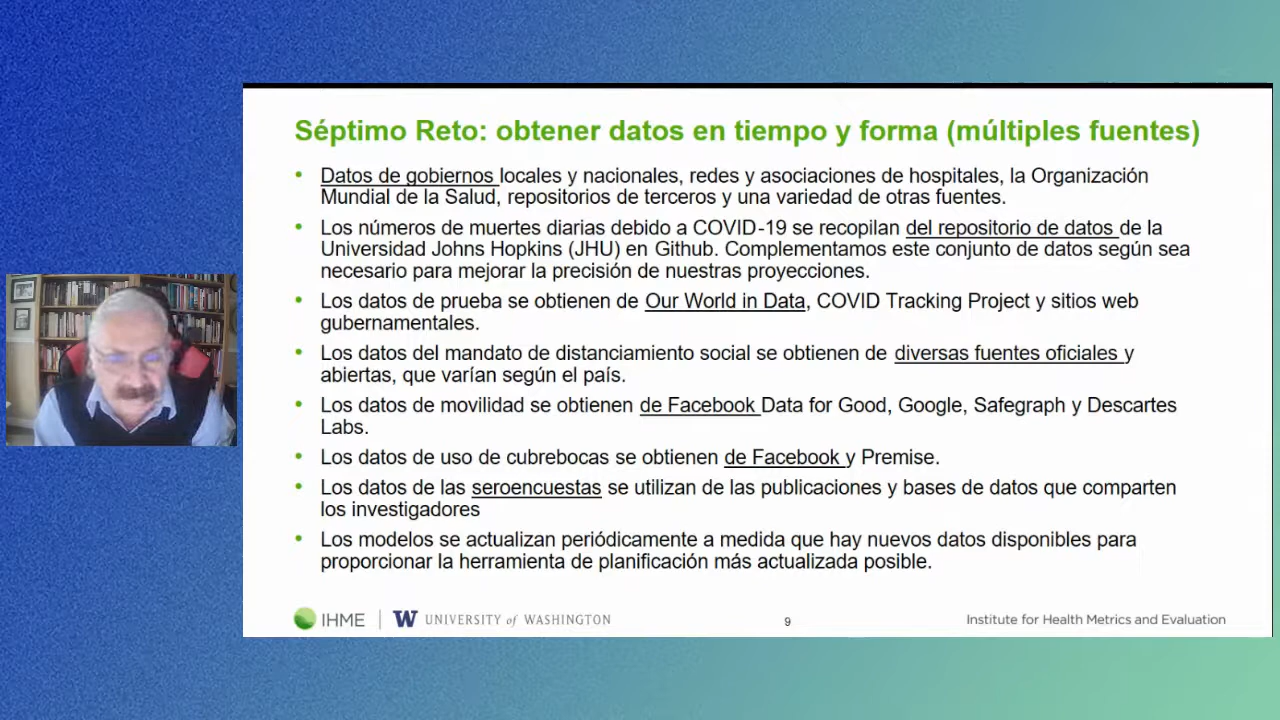 Séptimo Reto: obtener datos en tiempo y forma (múltiples fuentes)
• Datos de gobiernos locales y nacionales, redes y asociaciones de hospitales, la Organización
Mundial de la Salud, repositorios de terceros y una variedad de otras fuentes.
• Los números de muertes diarias debido a COVID-19 se recopilan del repositorio de datos de la
Universidad Johns Hopkins (JHU) en Github. Complementamos este conjunto de datos según sea
necesario para mejorar la precisión de nuestras proyecciones.
• Los datos de prueba se obtienen de Our World in Data, COVID Tracking Project y sitios web
gubernamentales.
• Los datos del mandato de distanciamiento social se obtienen de diversas fuentes oficiales y
abiertas, que varían según el país.
• Los datos de movilidad se obtienen de Facebook Data for Good, Google, Safegraph y Descartes
Labs.
• Los datos de uso de cubrebocas se obtienen de Facebook y Premise.
• Los datos de las seroencuestas se utilizan de las publicaciones y bases de datos que comparten
los investigadores
• Los modelos se actualizan periódicamente a medida que hay nuevos datos disponibles para
proporcionar la herramienta de planificación más actualizada posible.
IHME | W UNIVERSITY of WASHINGTON
9
Institute for Health Metrics and Evaluation